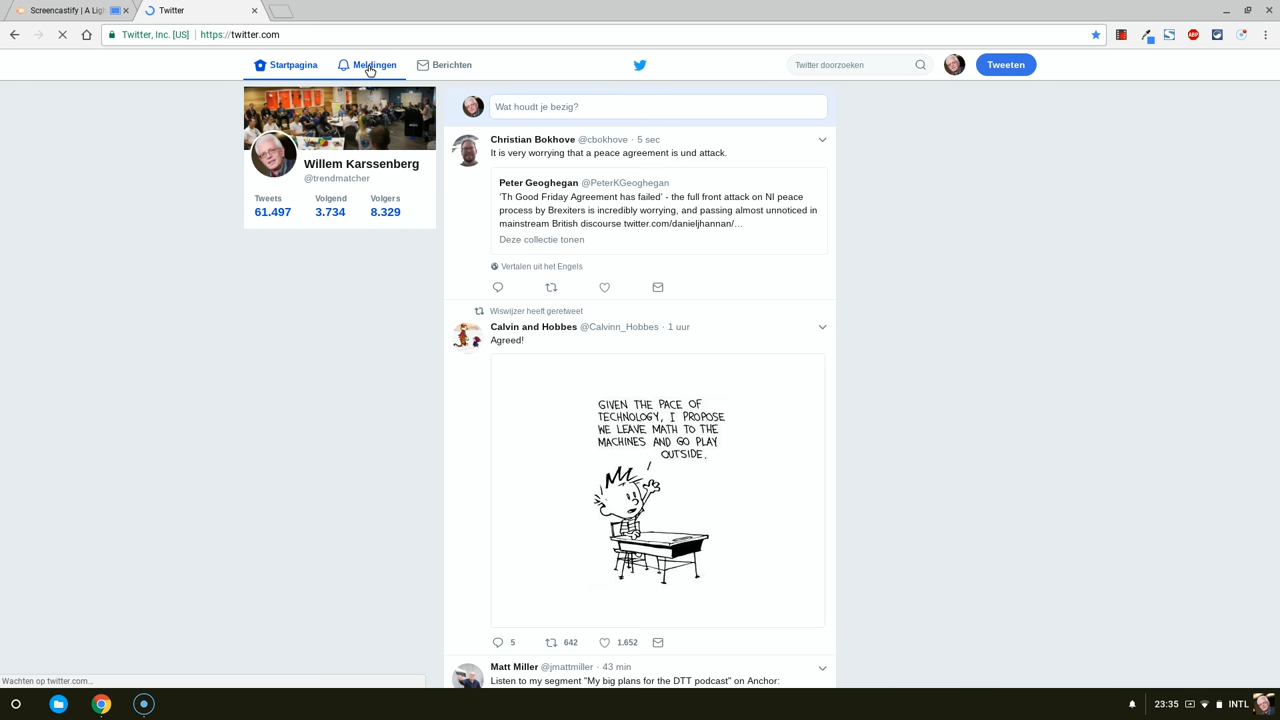 Screencastify | A Ligh
Twitter
Twitter, Inc. [US]
https://twitter.com
Startpagina
Meldingen
Berichten
Twitter doorzoeken
Tweeten
Willem Karssenberg
@trendmatcher
Tweets Volgend Volgers
61.497 3.734 8.329
Wat houdt je bezig?
Christian Bokhove @cbokhove · 5 sec
It is very worrying that a peace agreement is und attack.
Peter Geoghegan @PeterKGeoghegan
'Th Good Friday Agreement has failed' - the full front attack on NI peace
process by Brexiters is incredibly worrying, and passing almost unnoticed in
mainstream British discourse twitter.com/danieljhannan/…
Deze collectie tonen
Vertalen uit het Engels
Wiswijzer heeft geretweet
Calvin and Hobbes @Calvinn_Hobbes · 1 uur
Agreed!
GIVEN THE PACE OF
TECHNOLOGY, I PROPOSE
WE LEAVE MATH TO THE
MACHINES AND GO PLAY
OUTSIDE.
5 642 1.652
Matt Miller @jmattmiller · 43 min
Listen to my segment "My big plans for the DTT podcast" on Anchor:
Wachten op twitter.com...
23:35 INTL